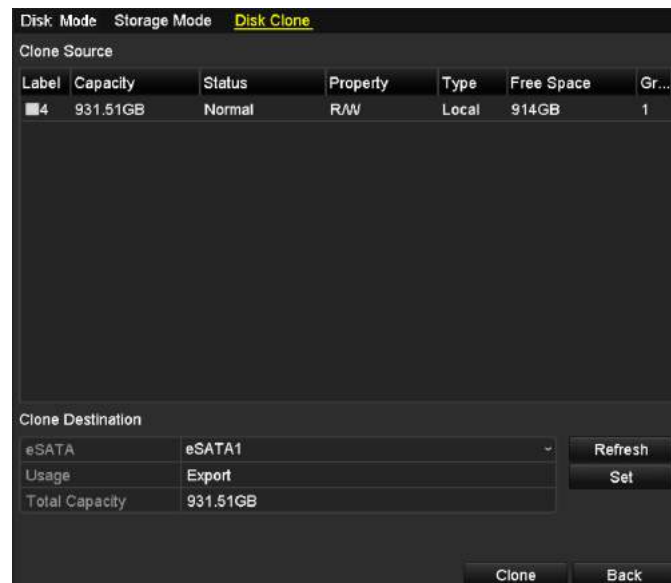 Disk Mode Storage Mode Disk Clone
Clone Source
Label Capacity Status Property Type Free Space Gr...
4 931.51GB Normal R/W Local 914GB 1
Clone Destination
eSATA eSATA1 Refresh
Usage Export Set
Total Capacity 931.51GB
Clone Back